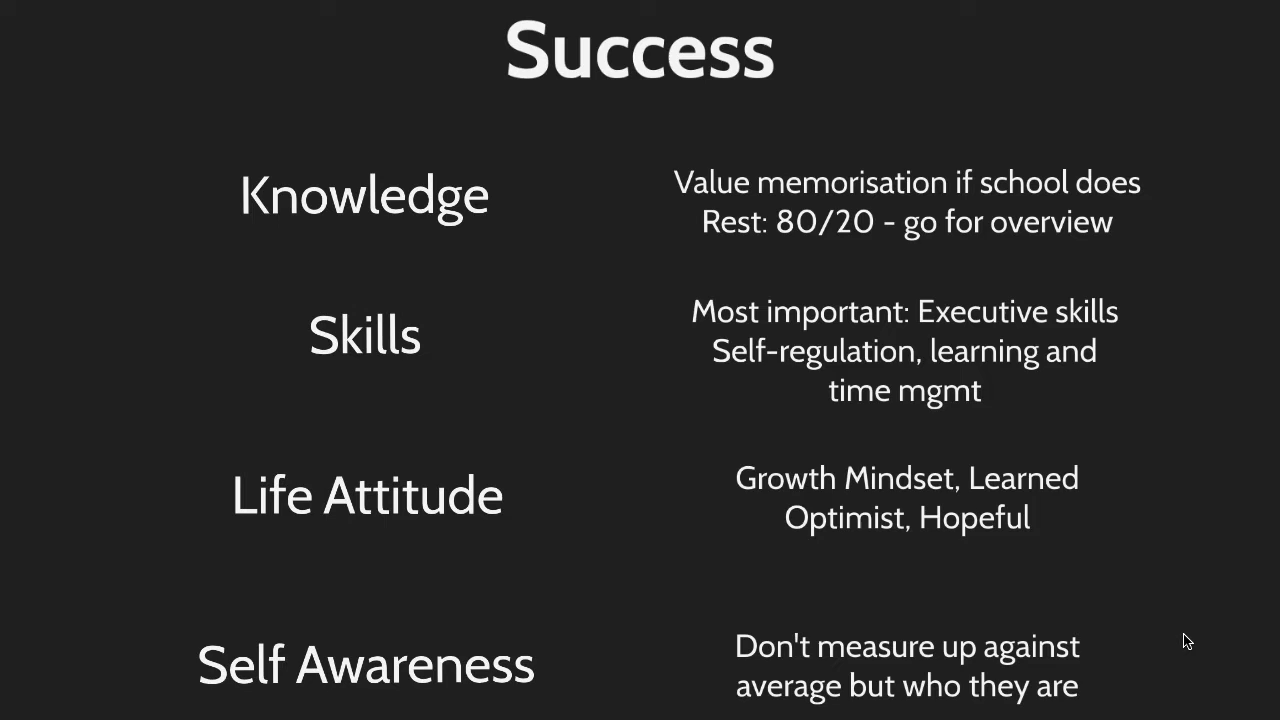 Success
Knowledge
Value memorisation if school does
Rest: 80/20 - go for overview
Skills
Most important: Executive skills
Self-regulation, learning and
time mgmt
Life Attitude
Growth Mindset, Learned
Optimist, Hopeful
Self Awareness
Don't measure up against
average but who they are